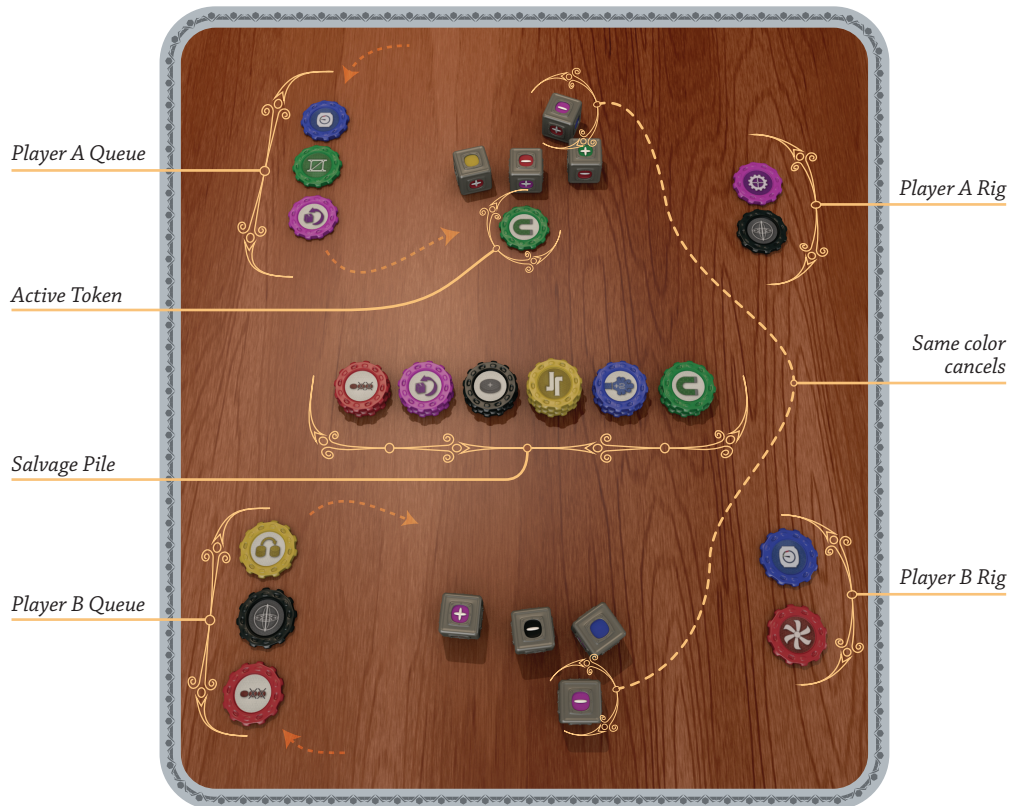 Player A Queue
Player A Rig
Active Token
Same color
cancels
Salvage Pile
Player B Queue
Player B Rig